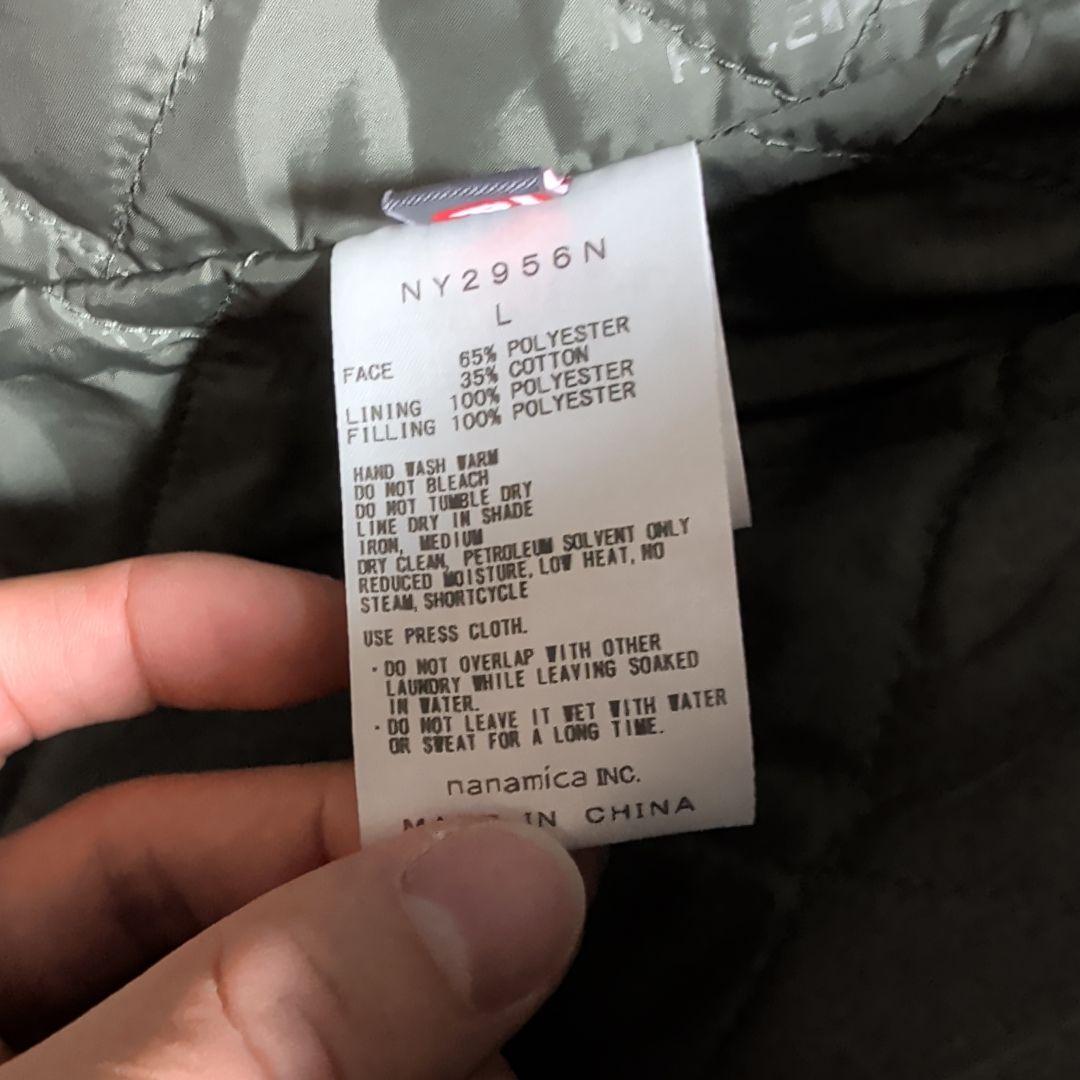 NY2956N
L
FACE 65% POLYESTER
35% COTTON
LINING 100% POLYESTER
FILLING 100% POLYESTER
HAND WASH WARM
DO NOT BLEACH
DO NOT TUMBLE DRY
LINE DRY IN SHADE
IRON, MEDIUM
DRY CLEAN, PETROLEUM SOLVENT ONLY
REDUCED MOISTURE, LOW HEAT, NO
STEAM, SHORTCYCLE
USE PRESS CLOTH.
・DO NOT OVERLAP WITH OTHER
LAUNDRY WHILE LEAVING SOAKED
IN WATER.
・DO NOT LEAVE IT WET WITH WATER
OR SWEAT FOR A LONG TIME.
nanamica INC.
IN CHINA